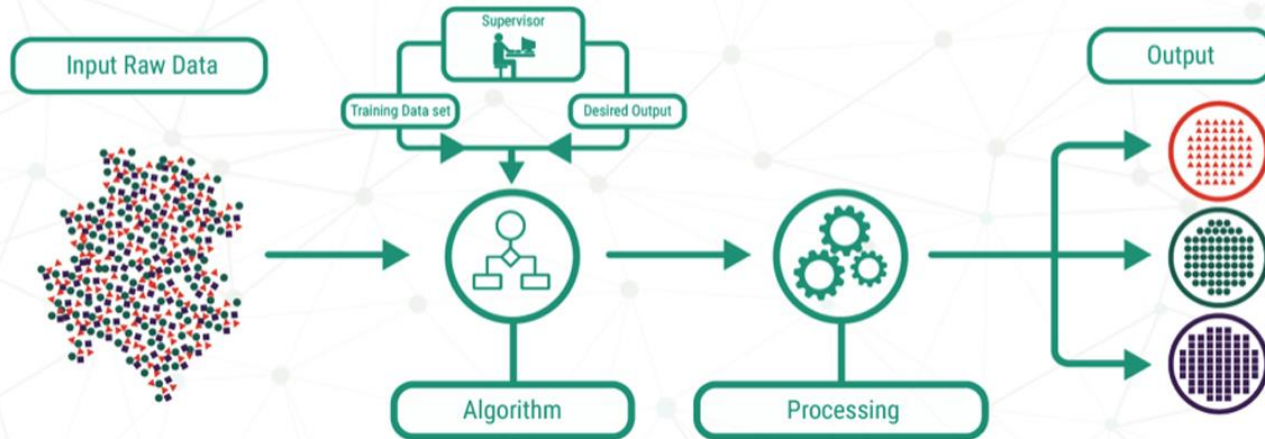 Input Raw Data
Supervisor
Training Data set
Desired Output
Algorithm
Processing
Output